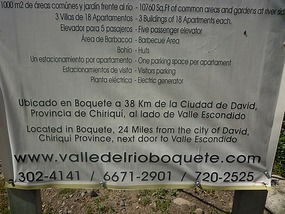 1000 m2 de áreas comúnes y jardín frente al río - 10760 Sq.Ft of common areas and gardens at river side
3 Villas de 18 Apartamentos - 3 Buildings of 18 Apartments each.
Elevador para 5 pasajeros - Five passenger elevator
Area de Barbacoa - Barbecue Area
Bohío - Huts
Un estacionamiento por apartamento - One parking space per apartment
Estacionamientos de visita - Visitors parking
Planta eléctrica - Electric generator
Ubicado en Boquete a 38 Km de la Ciudad de David,
Provincia de Chiriquí, al lado de Valle Escondido
Located in Boquete, 24 Miles from the city of David,
Chiriquí Province, next door to Valle Escondido
www.valledelrioboquete.com
302-4141 / 6671-2901 / 720-2525